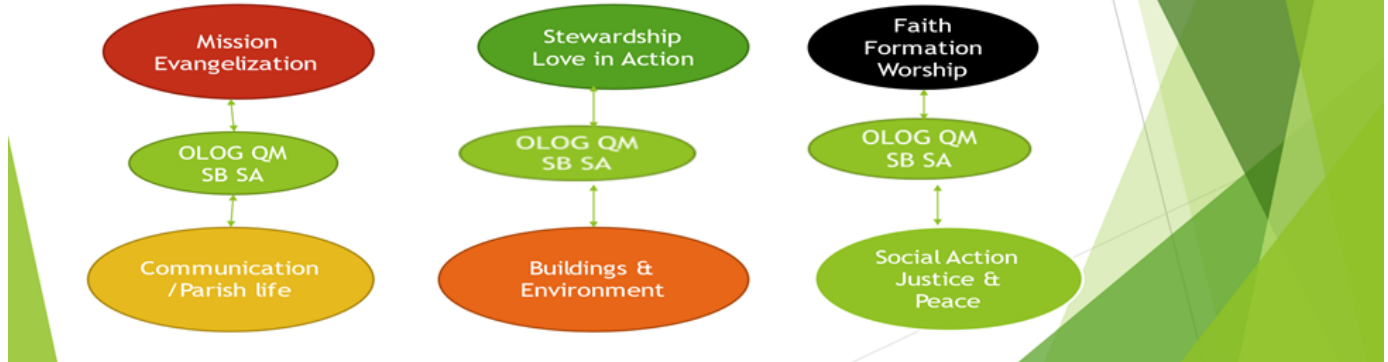 Mission
Evangelization
Stewardship
Love in Action
Faith
Formation
Worship
OLOG QM
SB SA
OLOG QM
SB SA
OLOG QM
SB SA
Communication
/Parish life
Buildings &
Environment
Social Action
Justice &
Peace